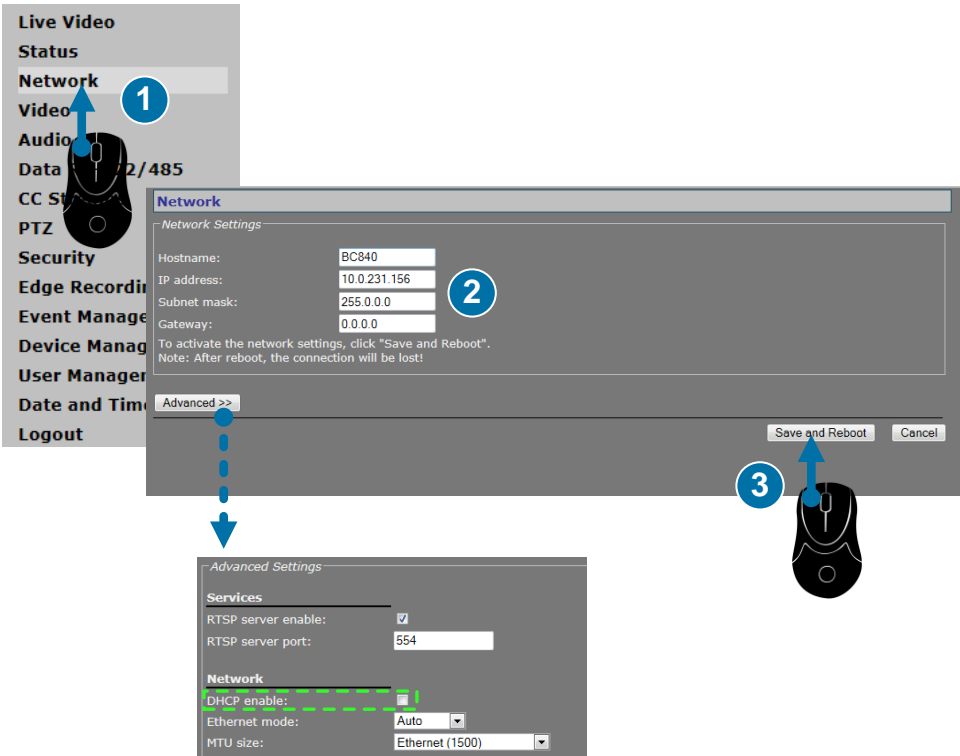 Live Video
Status
Network
1
Video
Audio
Data 2/485
CC St
PTZ
Security
Edge Recordin
Event Manage
Device Manag
User Manager
Date and Time
Logout
Network
Network Settings
Hostname: BC840
IP address: 10.0.231.156
Subnet mask: 255.0.0.0
Gateway: 0.0.0.0
2
To activate the network settings, click "Save and Reboot".
Note: After reboot, the connection will be lost!
Advanced >>
Save and Reboot Cancel
3
Advanced Settings
Services
RTSP server enable:
RTSP server port: 554
Network
DHCP enable:
Ethernet mode: Auto
MTU size: Ethernet (1500)